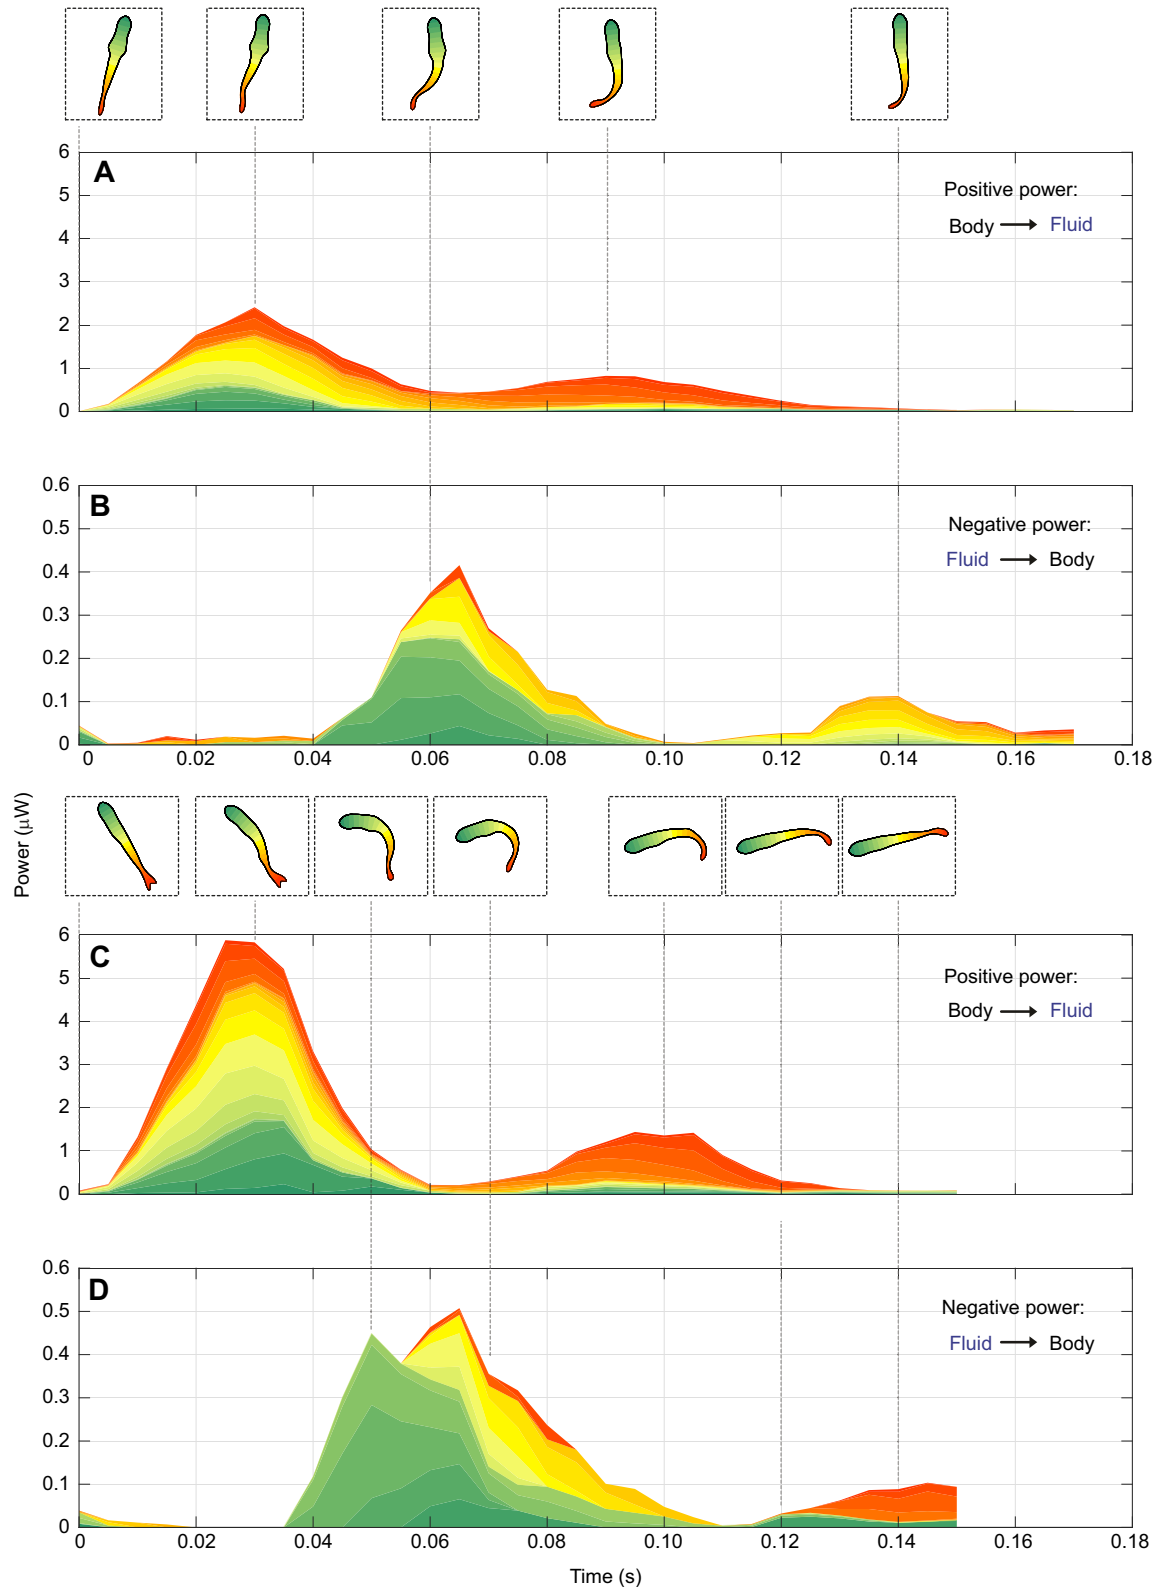 6
A
Positive power:
5
Body → Fluid
4
3
2
1
0
0.6
B
Negative power:
0.5
Fluid → Body
0.4
0.3
0.2
0.1
0
0 0.02 0.04 0.06 0.08 0.10 0.12 0.14 0.16 0.18
Power (μW)
6
C
Positive power:
5
Body → Fluid
4
3
2
1
0
0.6
D
Negative power:
0.5
Fluid → Body
0.4
0.3
0.2
0.1
0
0 0.02 0.04 0.06 0.08 0.10 0.12 0.14 0.16 0.18
Time (s)